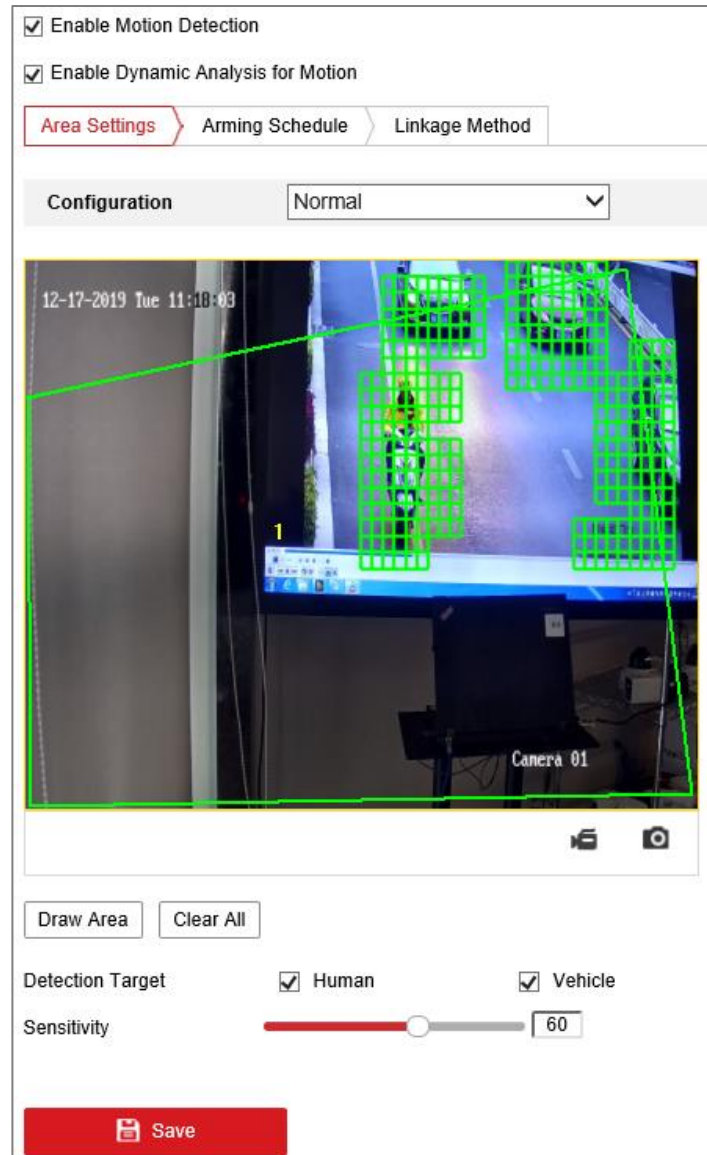 Enable Motion Detection
Enable Dynamic Analysis for Motion
Area Settings Arming Schedule Linkage Method
Configuration Normal
12-17-2019 Tue 11:18:03
1
Camera 01
Draw Area Clear All
Detection Target Human Vehicle
Sensitivity 60
Save